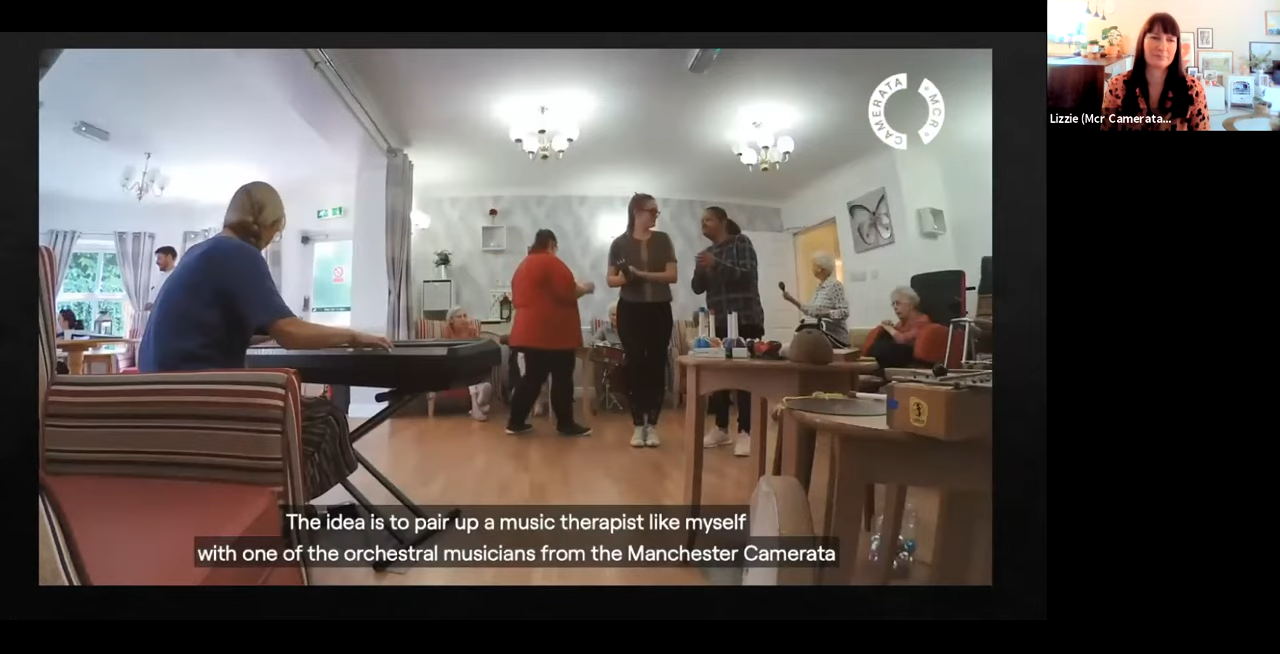 CAMERATA
MCR
Lizzie (Mcr Camerata...
The idea is to pair up a music therapist like myself
with one of the orchestral musicians from the Manchester Camerata